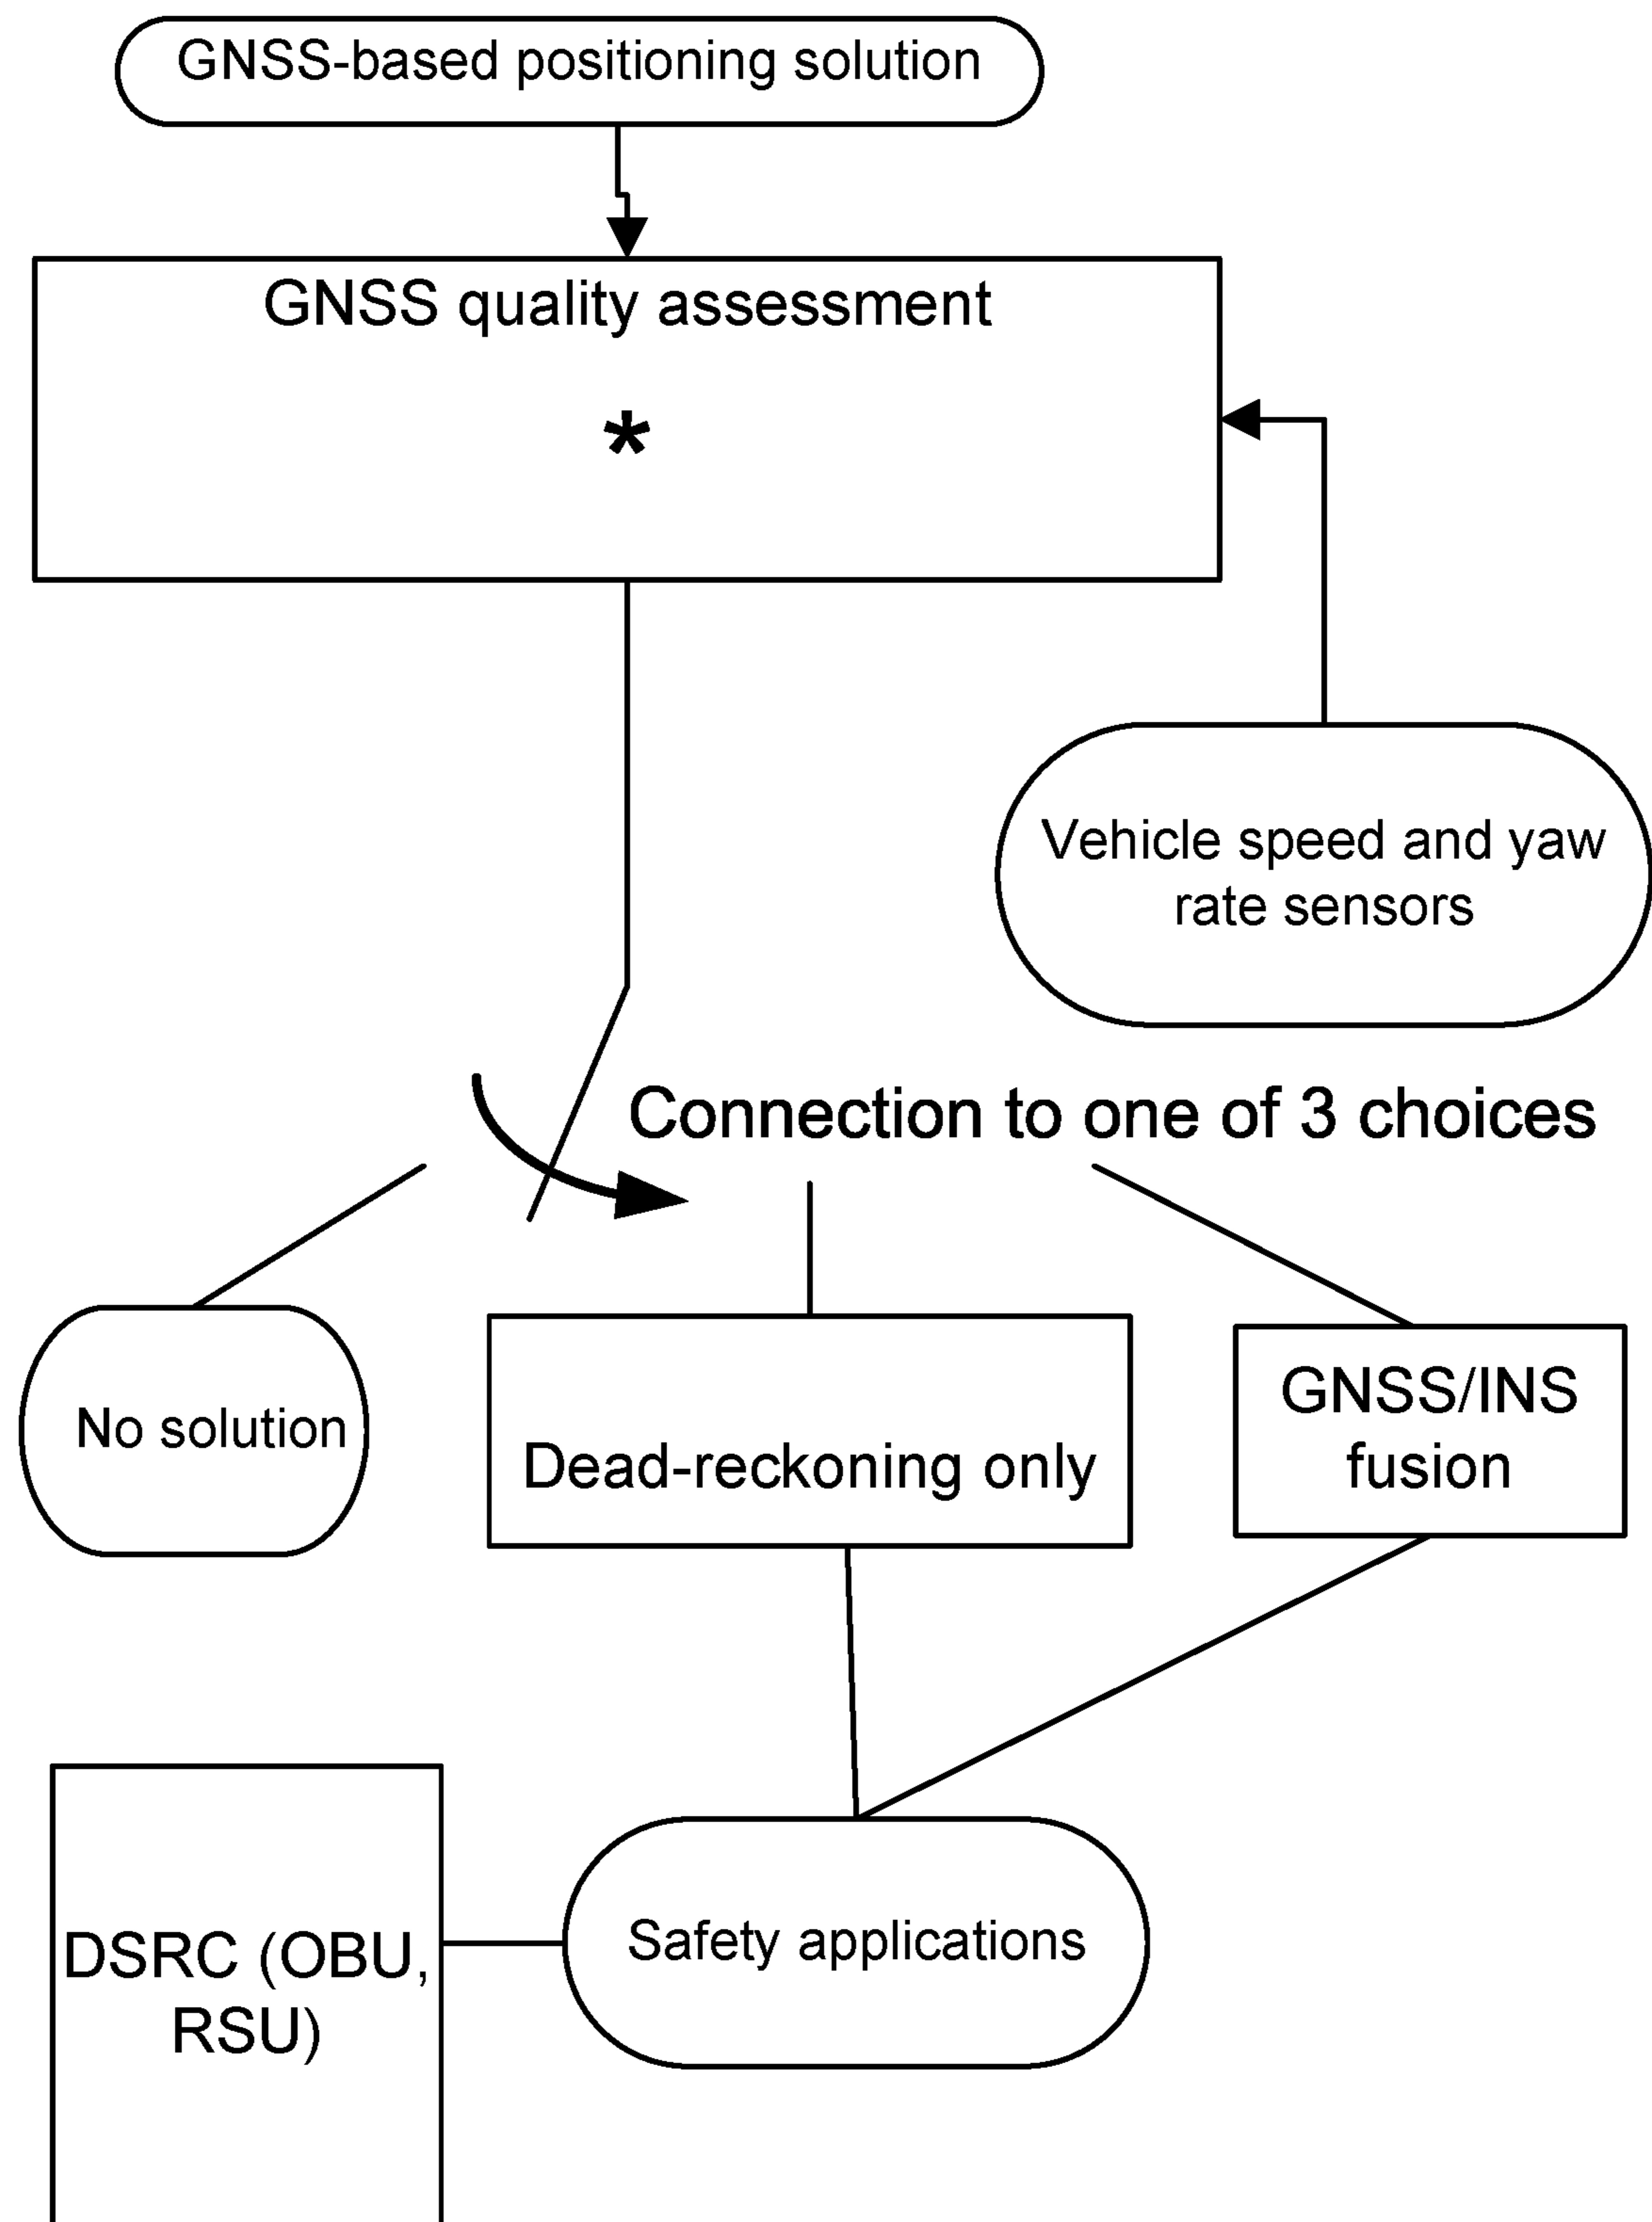 GNSS-based positioning solution
GNSS quality assessment
*
Vehicle speed and yaw
rate sensors
Connection to one of 3 choices
No solution
Dead-reckoning only
GNSS/INS
fusion
DSRC (OBU,
RSU)
Safety applications